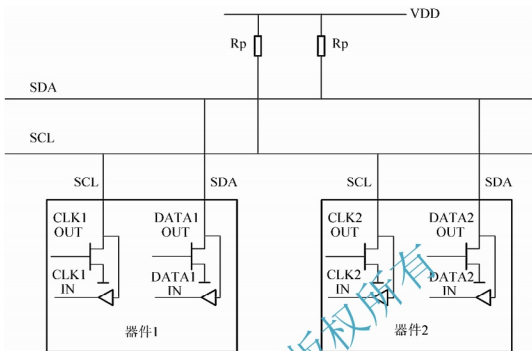 VDD
Rp
Rp
SDA
SCL
SCL
SDA
SCL
SDA
CLK1
OUT
DATA1
OUT
CLK2
OUT
DATA2
OUT
CLK1
IN
DATA1
IN
CLK2
IN
DATA2
IN
器件1
器件2
版权所有